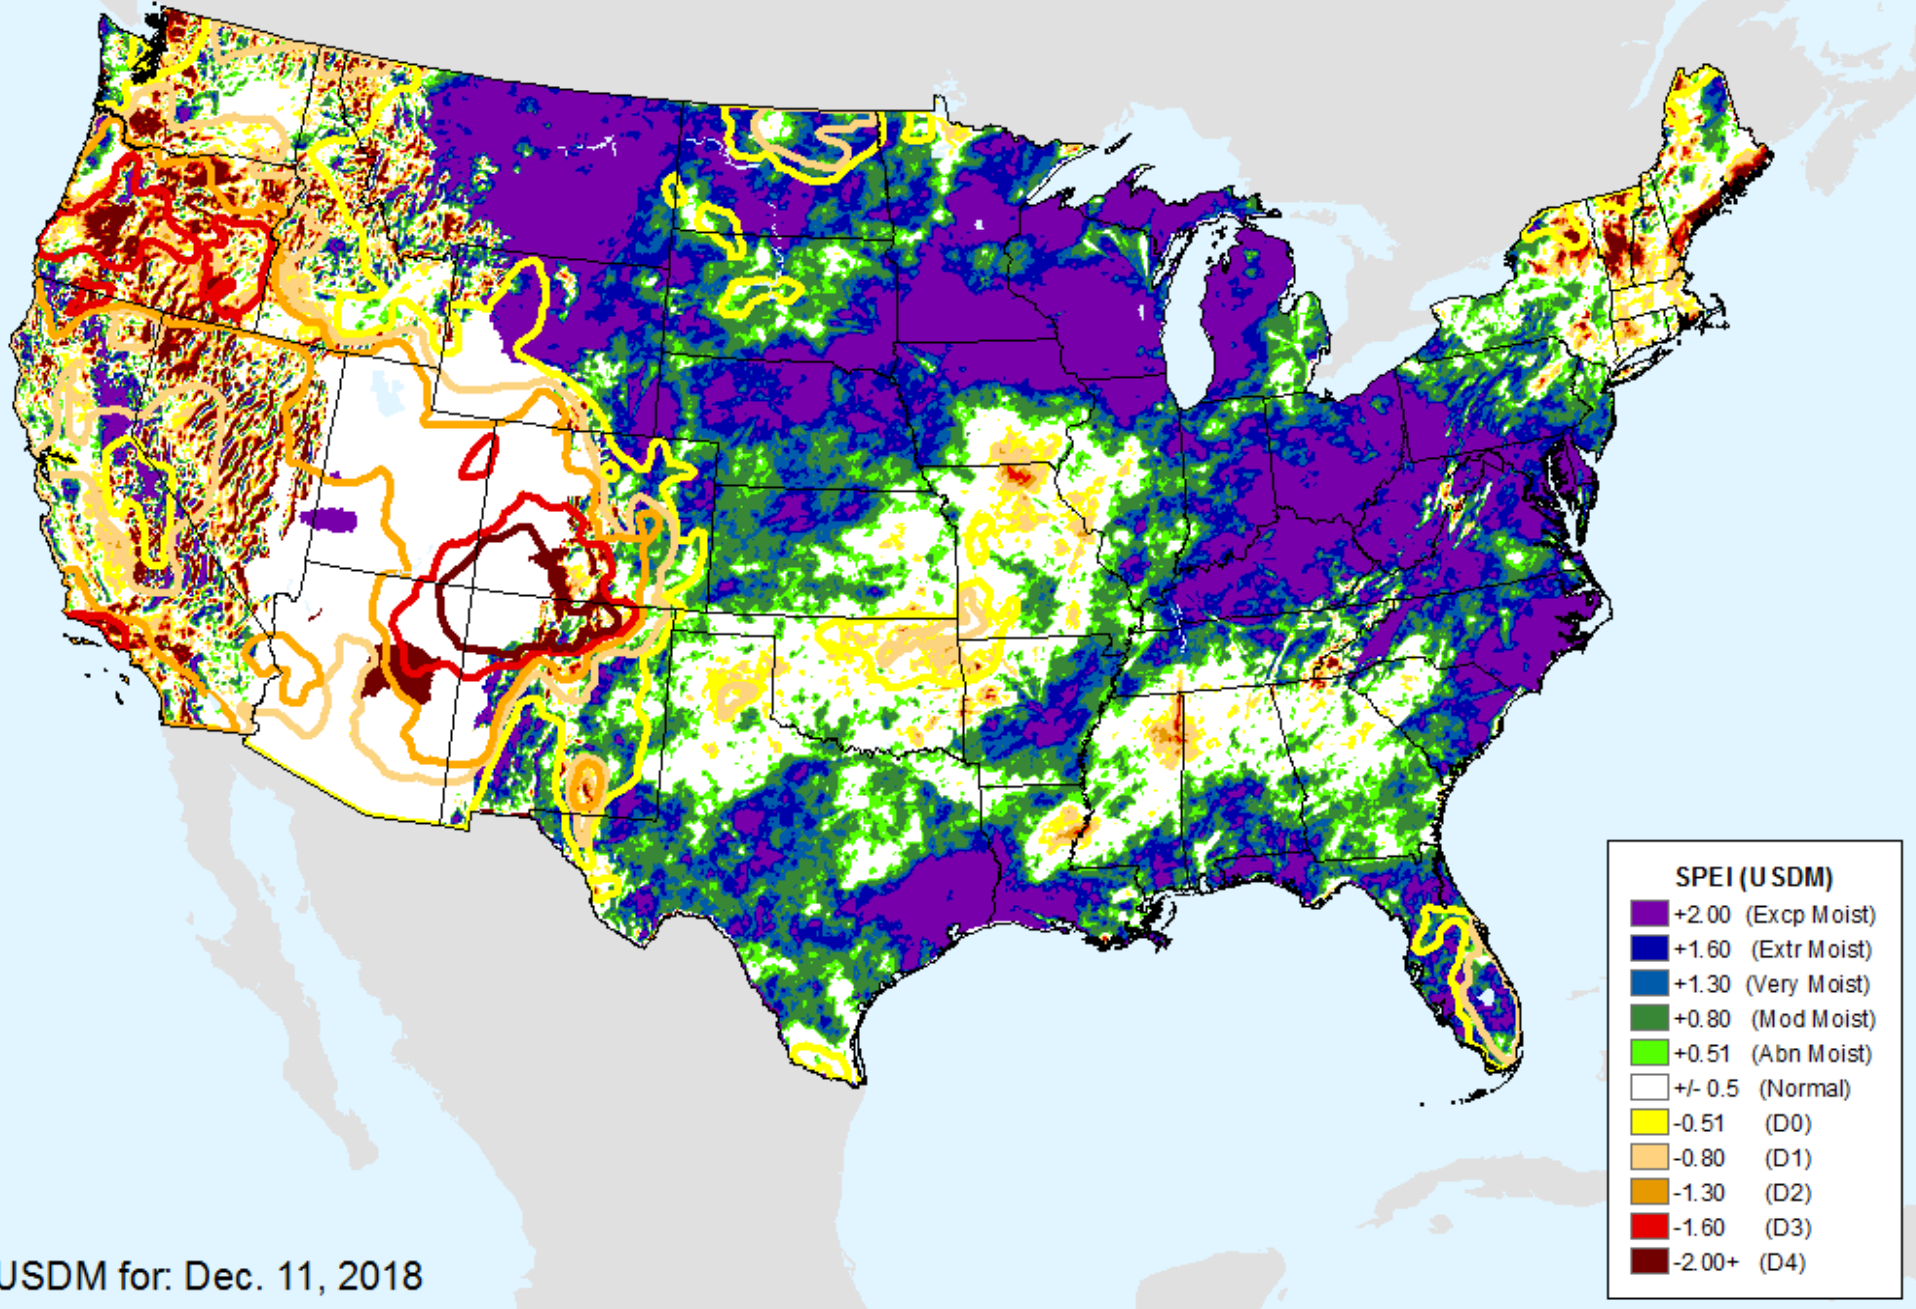 SPEI (USDM)
+2.00 (Excp Moist)
+1.60 (Extr Moist)
+1.30 (Very Moist)
+0.80 (Mod Moist)
+0.51 (Abn Moist)
+/- 0.5 (Normal)
-0.51 (D0)
-0.80 (D1)
-1.30 (D2)
-1.60 (D3)
-2.00+ (D4)
USDM for: Dec. 11, 2018